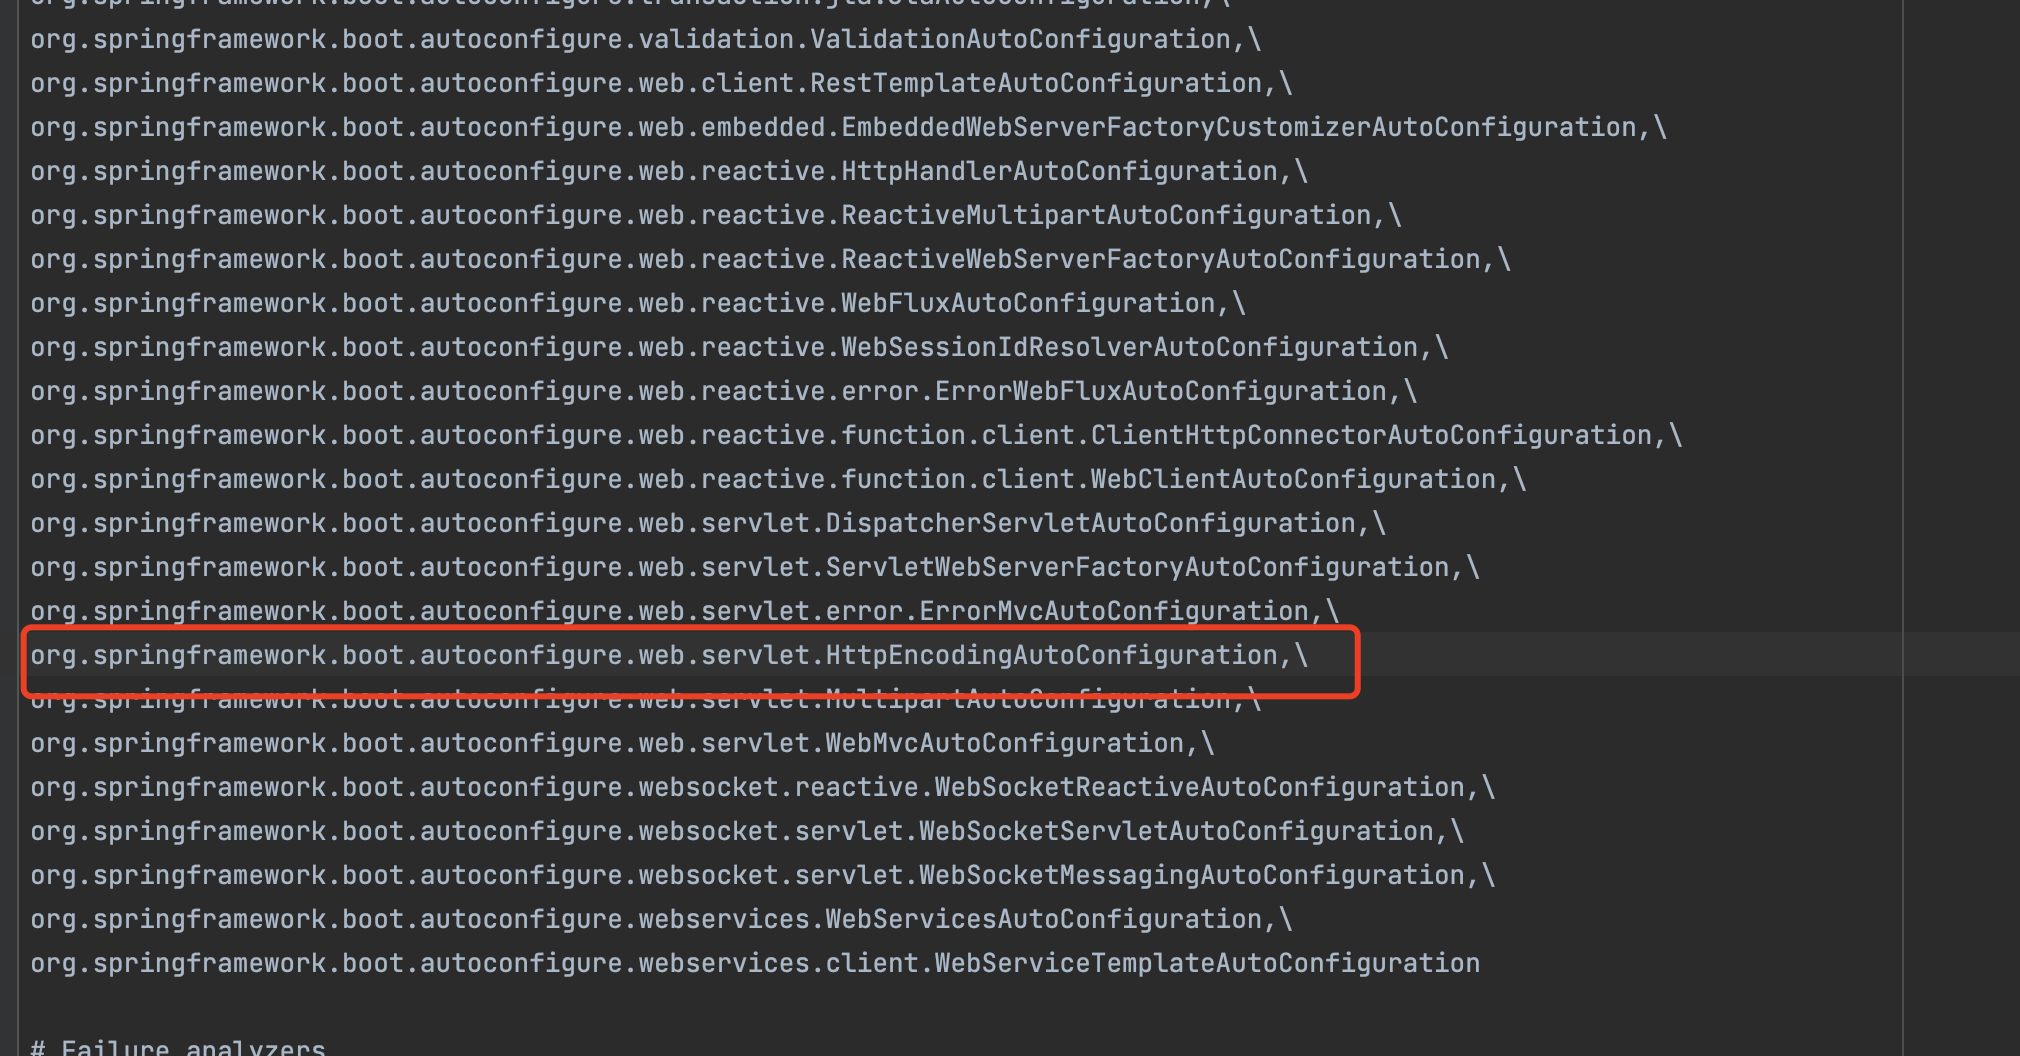 org.springframework.boot.autoconfigure.transaction.jta.JtaAutoConfiguration,\
org.springframework.boot.autoconfigure.validation.ValidationAutoConfiguration,\
org.springframework.boot.autoconfigure.web.client.RestTemplateAutoConfiguration,\
org.springframework.boot.autoconfigure.web.embedded.EmbeddedWebServerFactoryCustomizerAutoConfiguration,\
org.springframework.boot.autoconfigure.web.reactive.HttpHandlerAutoConfiguration,\
org.springframework.boot.autoconfigure.web.reactive.ReactiveMultipartAutoConfiguration,\
org.springframework.boot.autoconfigure.web.reactive.ReactiveWebServerFactoryAutoConfiguration,\
org.springframework.boot.autoconfigure.web.reactive.WebFluxAutoConfiguration,\
org.springframework.boot.autoconfigure.web.reactive.WebSessionIdResolverAutoConfiguration,\
org.springframework.boot.autoconfigure.web.reactive.error.ErrorWebFluxAutoConfiguration,\
org.springframework.boot.autoconfigure.web.reactive.function.client.ClientHttpConnectorAutoConfiguration,\
org.springframework.boot.autoconfigure.web.reactive.function.client.WebClientAutoConfiguration,\
org.springframework.boot.autoconfigure.web.servlet.DispatcherServletAutoConfiguration,\
org.springframework.boot.autoconfigure.web.servlet.ServletWebServerFactoryAutoConfiguration,\
org.springframework.boot.autoconfigure.web.servlet.error.ErrorMvcAutoConfiguration,\
org.springframework.boot.autoconfigure.web.servlet.HttpEncodingAutoConfiguration,\
org.springframework.boot.autoconfigure.web.servlet.MultipartAutoConfiguration,\
org.springframework.boot.autoconfigure.web.servlet.WebMvcAutoConfiguration,\
org.springframework.boot.autoconfigure.websocket.reactive.WebSocketReactiveAutoConfiguration,\
org.springframework.boot.autoconfigure.websocket.servlet.WebSocketServletAutoConfiguration,\
org.springframework.boot.autoconfigure.websocket.servlet.WebSocketMessagingAutoConfiguration,\
org.springframework.boot.autoconfigure.webservices.WebServicesAutoConfiguration,\
org.springframework.boot.autoconfigure.webservices.client.WebServiceTemplateAutoConfiguration
# Failure analyzers